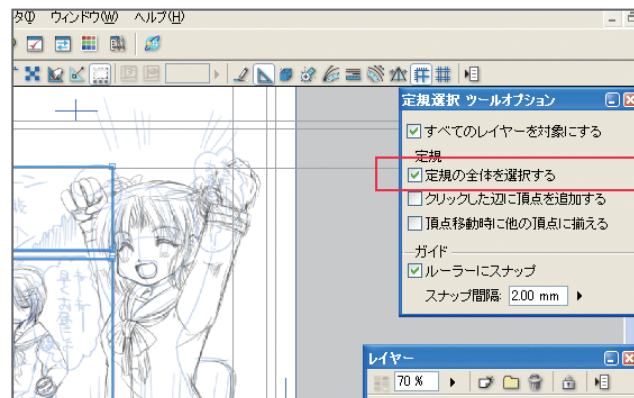 タ(I) ウィンドウ(W) ヘルプ(H)
定規選択 ツールオプション
すべてのレイヤーを対象にする
定規
定規の全体を選択する
クリックした辺に頂点を追加する
頂点移動時に他の頂点に揃える
ガイド
ルーラーにスナップ
スナップ間隔: 2.00 mm
レイヤー
70 %